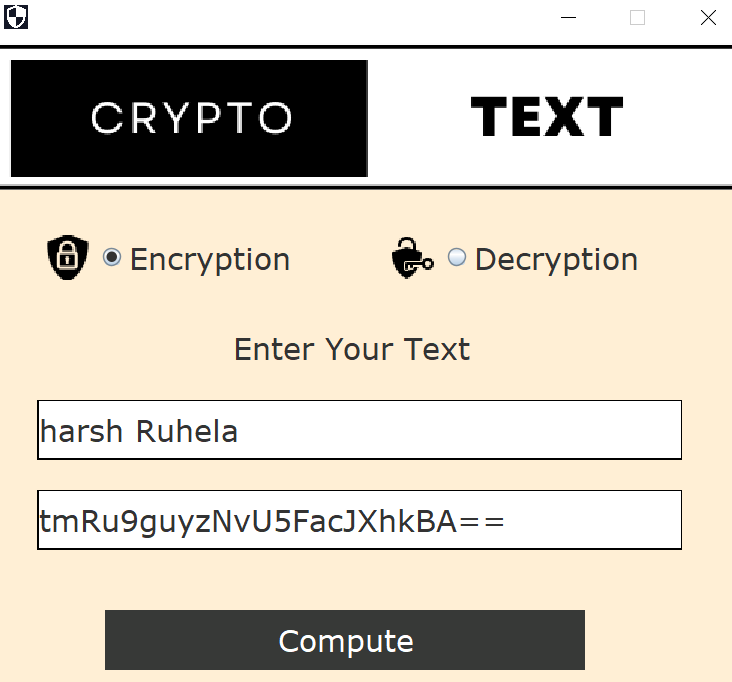 CRYPTO TEXT
Encryption Decryption
Enter Your Text
harsh Ruhela
tmRu9guyzNvU5FacJXhkBA==
Compute